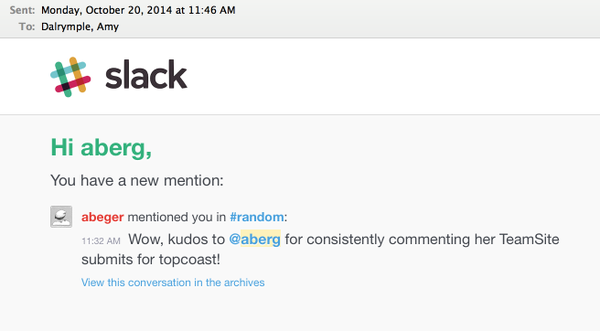 Sent: Monday, October 20, 2014 at 11:46 AM
To: Dalrymple, Amy
slack
Hi aberg,
You have a new mention:
abeger mentioned you in #random:
11:32 AM Wow, kudos to @aberg for consistently commenting her TeamSite
submits for topcoast!
View this conversation in the archives